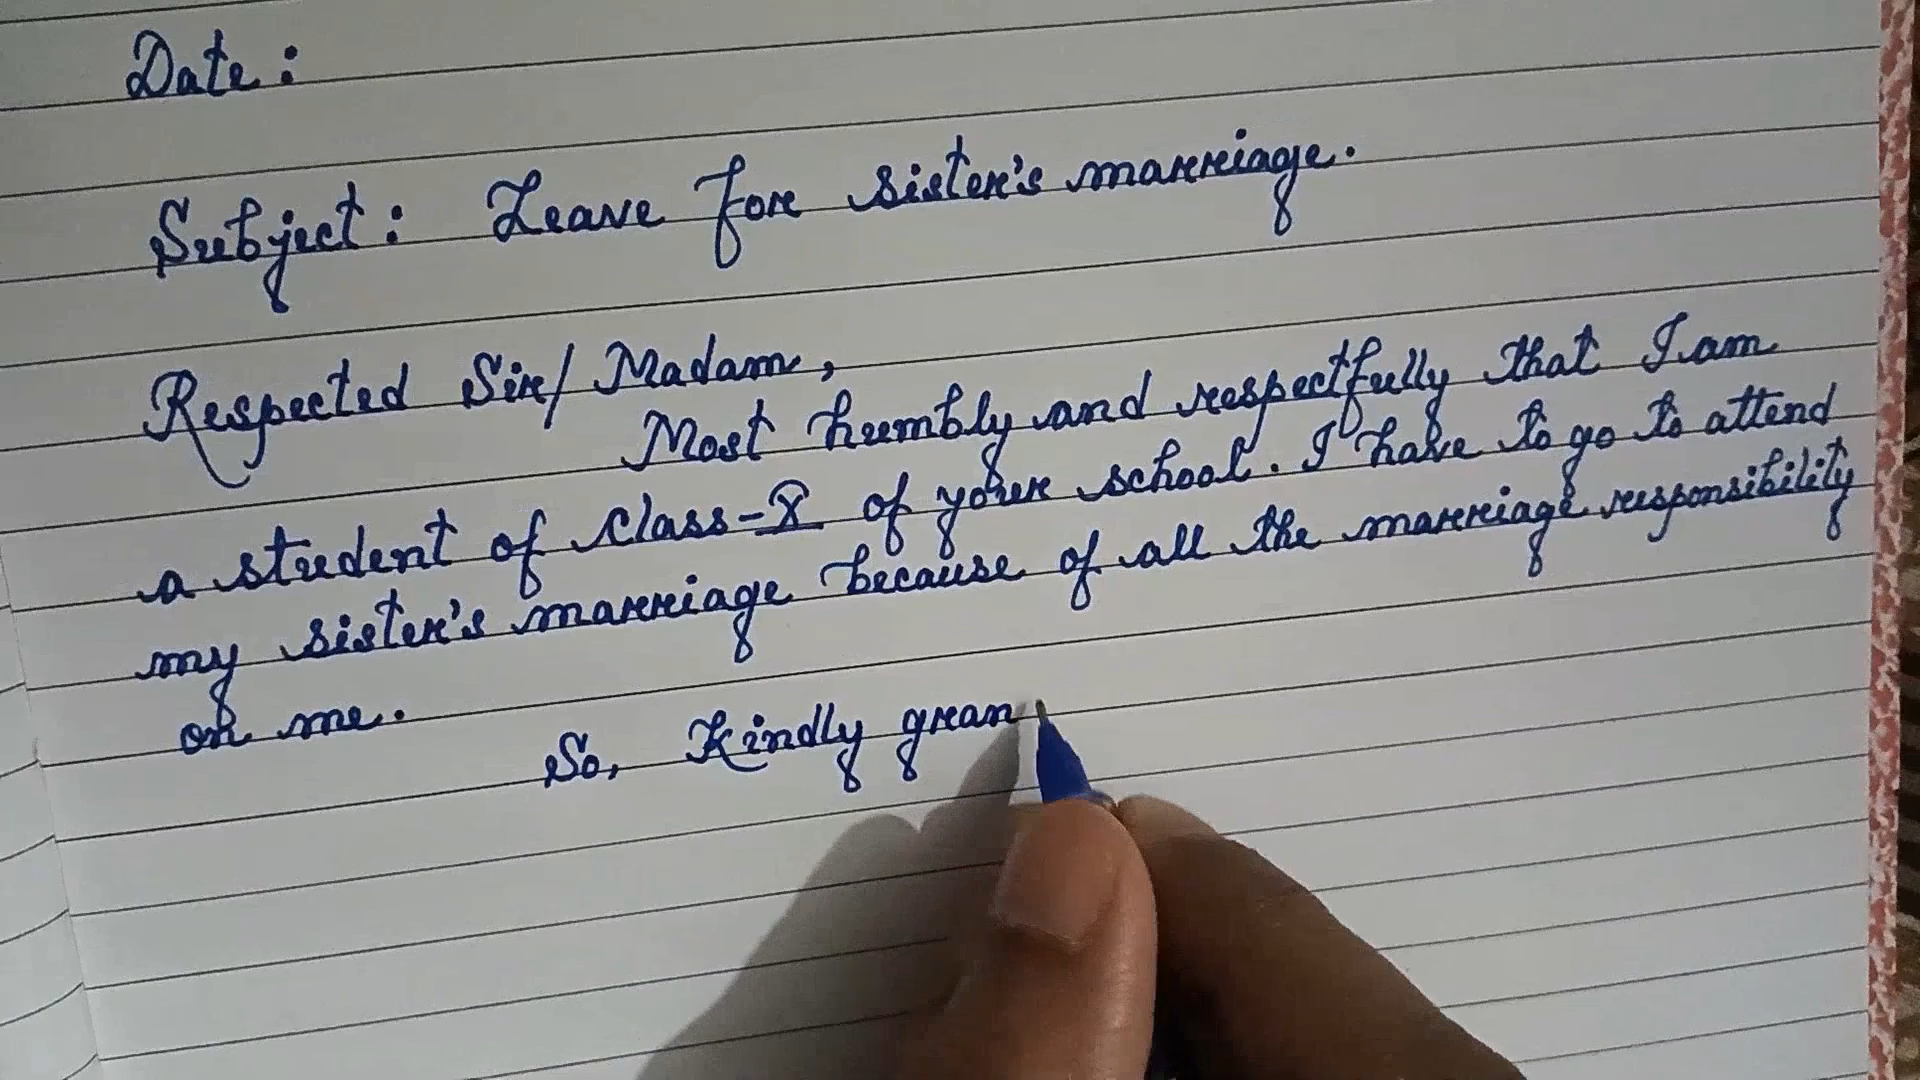 Date:
Subject: Leave for sister's marriage.
Respected Sir/ Madam,
Most humbly and respectfully that I am
a student of class-X of your school. I have to go to attend
my sister's marriage because of all the marriage responsibility
on me.
So, Kindly gran